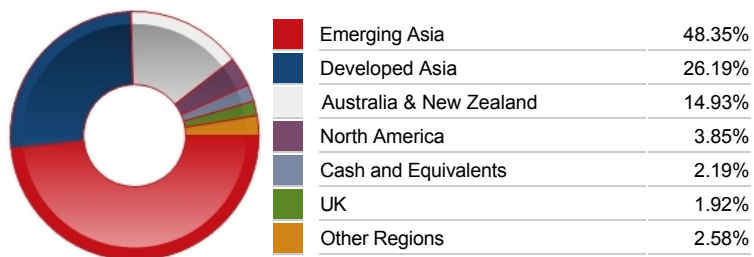 Emerging Asia 48.35%
Developed Asia 26.19%
Australia & New Zealand 14.93%
North America 3.85%
Cash and Equivalents 2.19%
UK 1.92%
Other Regions 2.58%